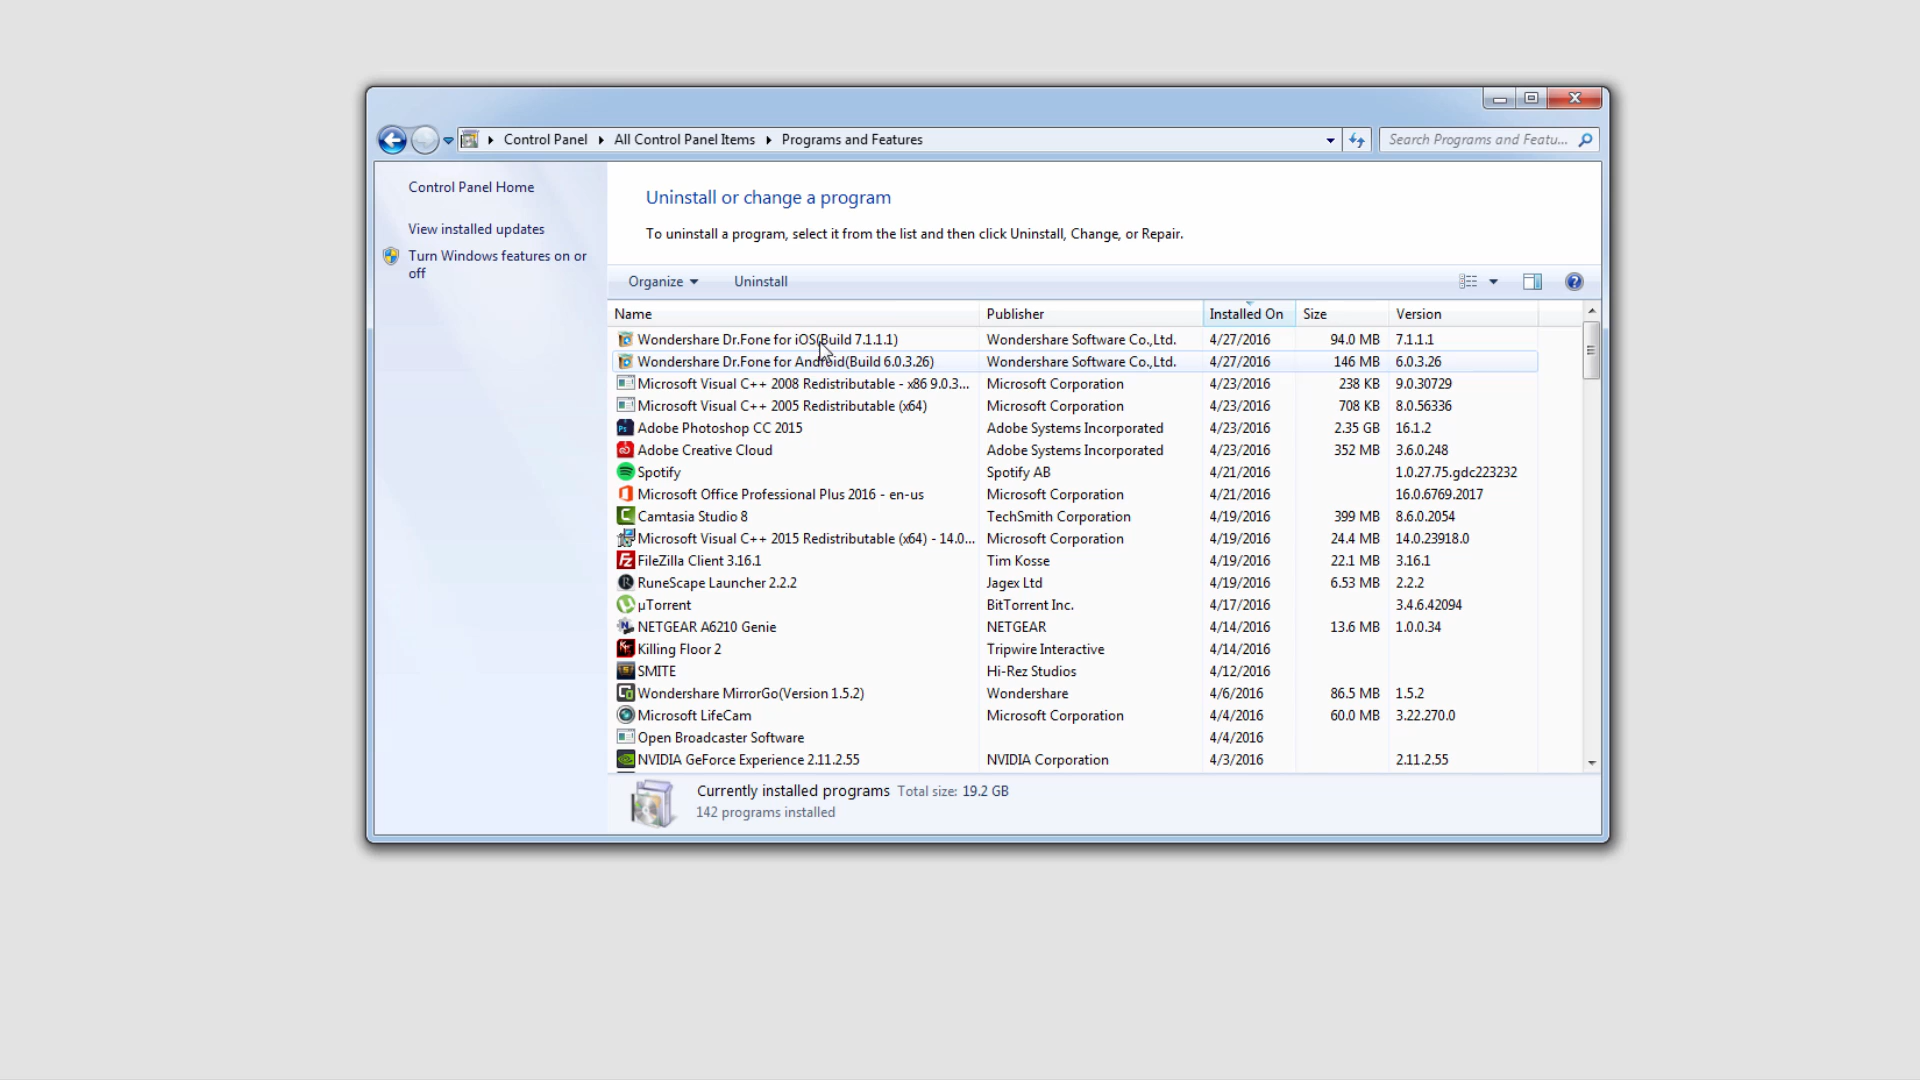 Control Panel All Control Panel Items Programs and Features Search Programs and Featu...
Control Panel Home
View installed updates
Turn Windows features on or
off
Uninstall or change a program
To uninstall a program, select it from the list and then click Uninstall, Change, or Repair.
Organize Uninstall
Name Publisher Installed On Size Version
Wondershare Dr.Fone for iOS(Build 7.1.1.1) Wondershare Software Co.,Ltd. 4/27/2016 94.0 MB 7.1.1.1
Wondershare Dr.Fone for Android(Build 6.0.3.26) Wondershare Software Co.,Ltd. 4/27/2016 146 MB 6.0.3.26
Microsoft Visual C++ 2008 Redistributable - x86 9.0.3... Microsoft Corporation 4/23/2016 238 KB 9.0.30729
Microsoft Visual C++ 2005 Redistributable (x64) Microsoft Corporation 4/23/2016 708 KB 8.0.56336
Adobe Photoshop CC 2015 Adobe Systems Incorporated 4/23/2016 2.35 GB 16.1.2
Adobe Creative Cloud Adobe Systems Incorporated 4/23/2016 352 MB 3.6.0.248
Spotify Spotify AB 4/21/2016 1.0.27.75.gdc223232
Microsoft Office Professional Plus 2016 - en-us Microsoft Corporation 4/21/2016 16.0.6769.2017
Camtasia Studio 8 TechSmith Corporation 4/19/2016 399 MB 8.6.0.2054
Microsoft Visual C++ 2015 Redistributable (x64) - 14.0... Microsoft Corporation 4/19/2016 24.4 MB 14.0.23918.0
FileZilla Client 3.16.1 Tim Kosse 4/19/2016 22.1 MB 3.16.1
RuneScape Launcher 2.2.2 Jagex Ltd 4/19/2016 6.53 MB 2.2.2
µTorrent BitTorrent Inc. 4/17/2016 3.4.6.42094
NETGEAR A6210 Genie NETGEAR 4/14/2016 13.6 MB 1.0.0.34
Killing Floor 2 Tripwire Interactive 4/14/2016
SMITE Hi-Rez Studios 4/12/2016
Wondershare MirrorGo(Version 1.5.2) Wondershare 4/6/2016 86.5 MB 1.5.2
Microsoft LifeCam Microsoft Corporation 4/4/2016 60.0 MB 3.22.270.0
Open Broadcaster Software 4/4/2016
NVIDIA GeForce Experience 2.11.2.55 NVIDIA Corporation 4/3/2016 2.11.2.55
Currently installed programs Total size: 19.2 GB
142 programs installed